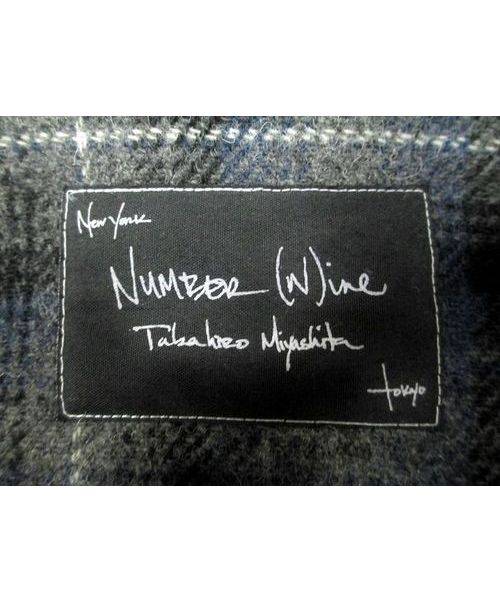 New York
NUMBER (N)ine
Takahiro Miyashita
Tokyo